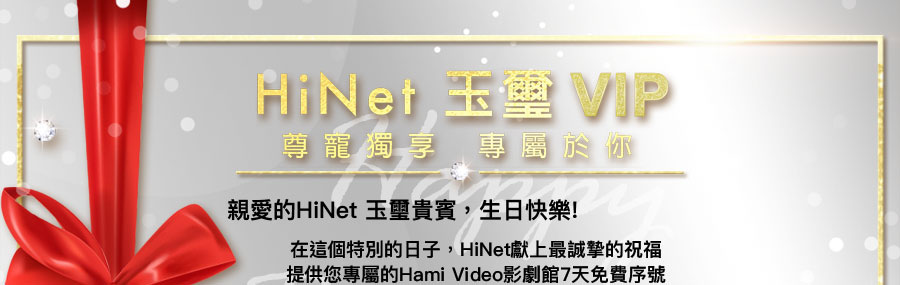 HiNet 玉璽 VIP
尊寵獨享 專屬於你
Happy
親愛的HiNet 玉璽貴賓，生日快樂!
在這個特別的日子，HiNet獻上最誠摯的祝福
提供您專屬的Hami Video影劇館7天免費序號